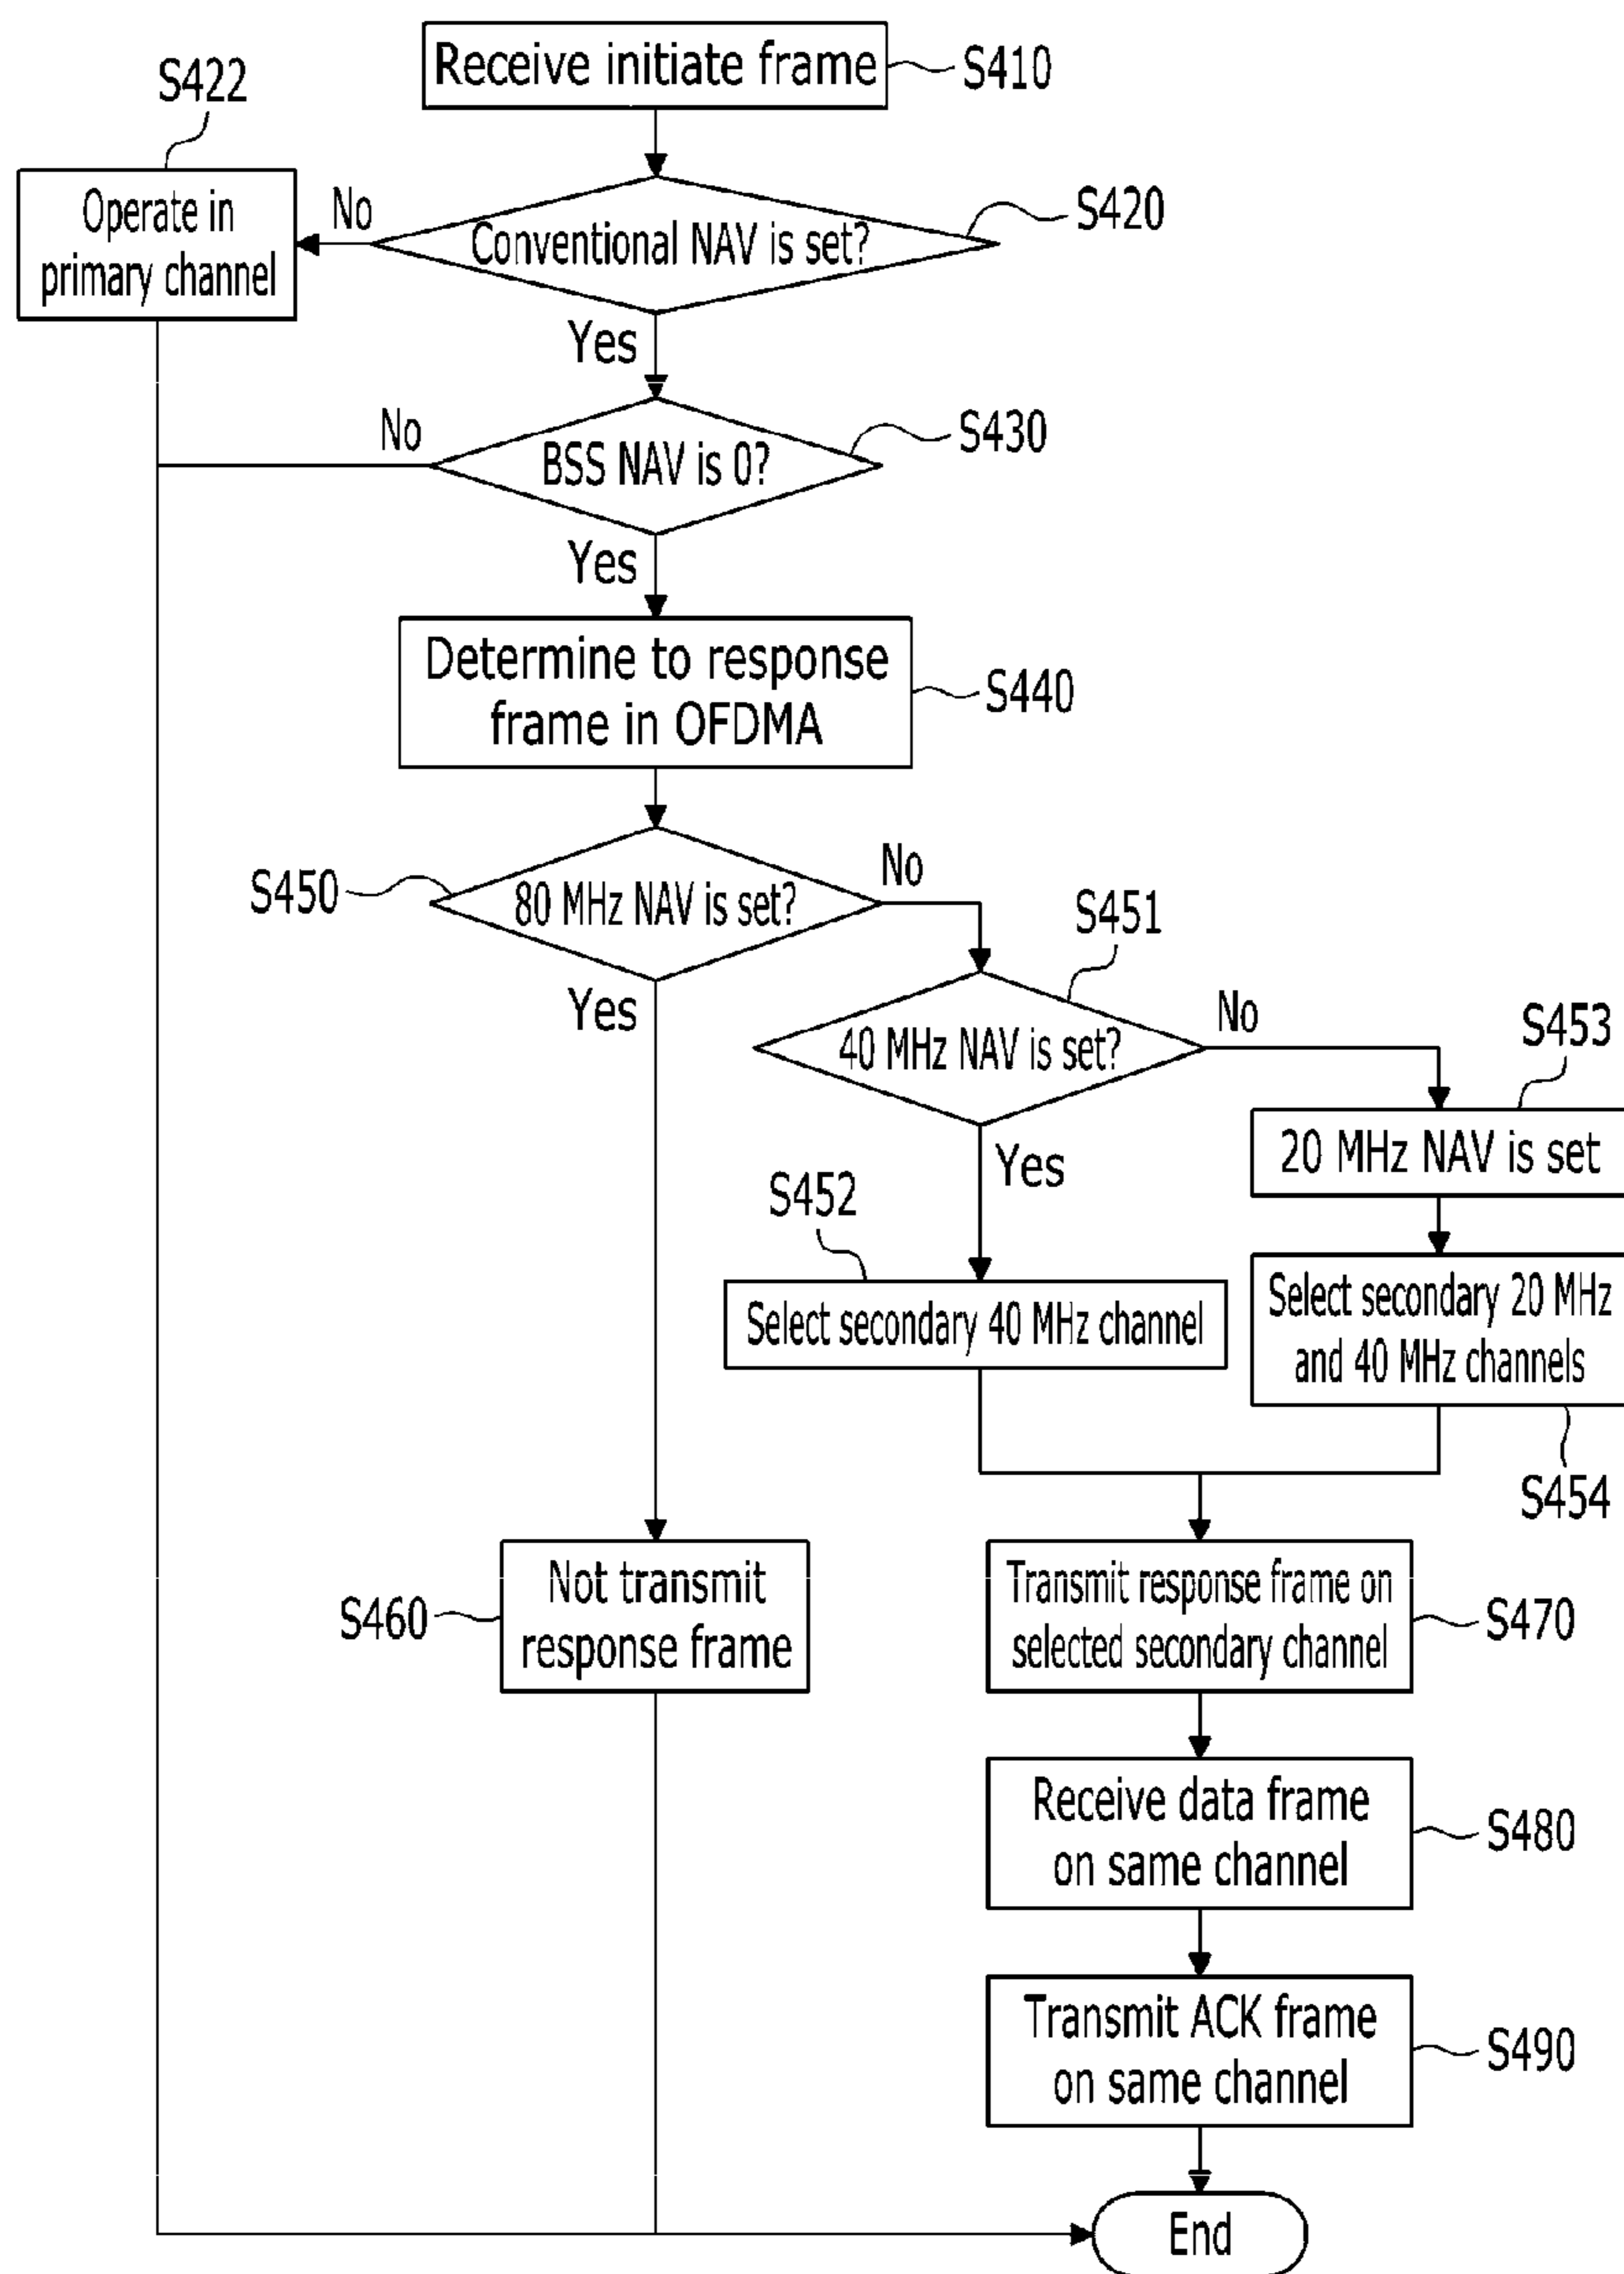 Receive initiate frame
S410
S422
Operate in
primary channel
No
Conventional NAV is set?
S420
Yes
No
BSS NAV is 0?
S430
Yes
Determine to response
frame in OFDMA
S440
S450
80 MHz NAV is set?
No
Yes
S451
40 MHz NAV is set?
No
Yes
S453
20 MHz NAV is set
S452
Select secondary 40 MHz channel
Select secondary 20 MHz
and 40 MHz channels
S454
S460
Not transmit
response frame
Transmit response frame on
selected secondary channel
S470
Receive data frame
on same channel
S480
Transmit ACK frame
on same channel
S490
End